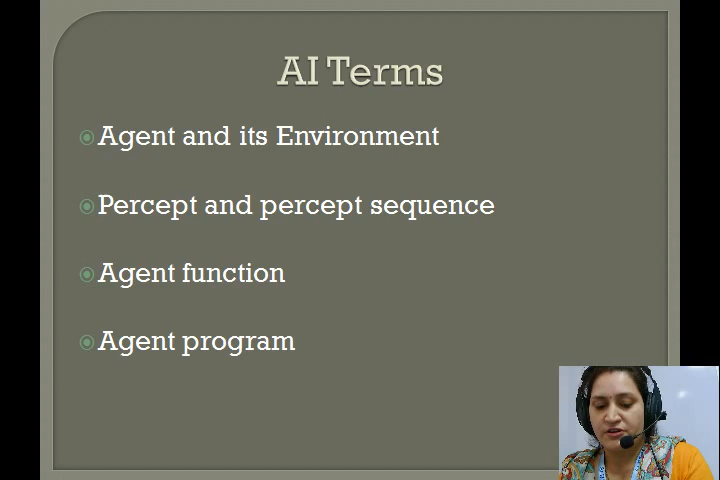 AI Terms
Agent and its Environment
Percept and percept sequence
Agent function
Agent program